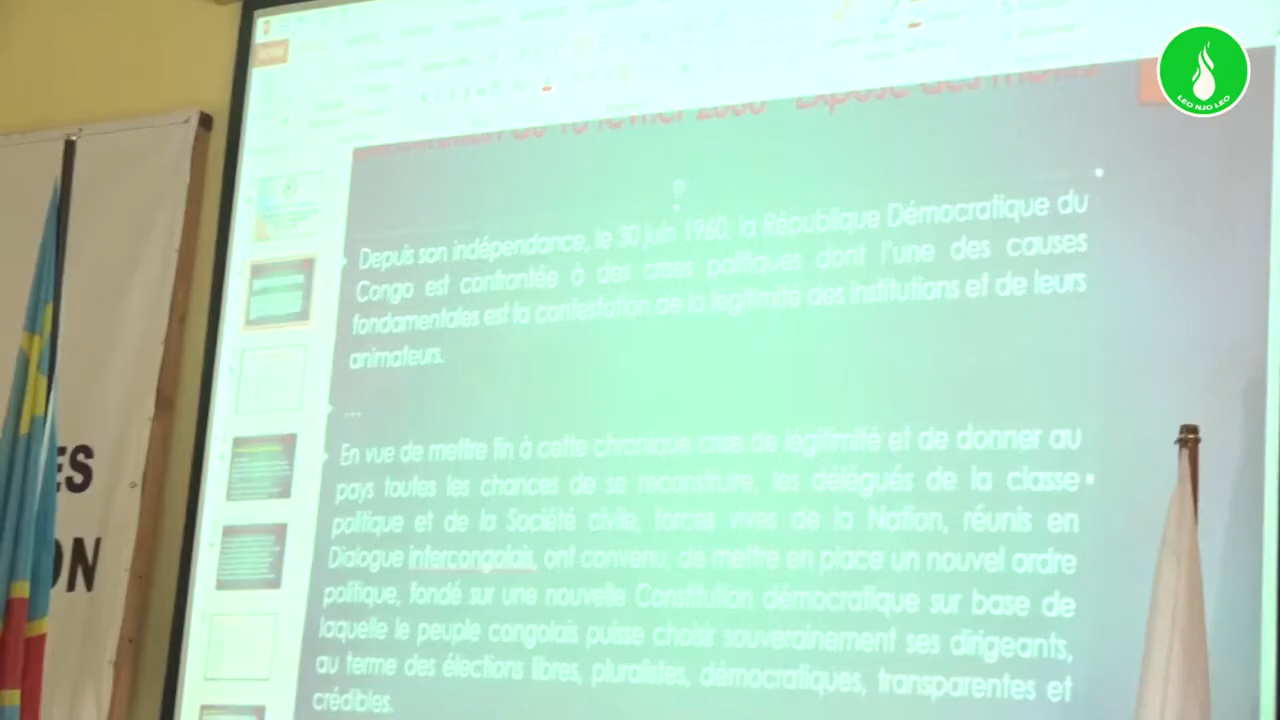 LEO NJO LEO
Exposé des motifs
Depuis son indépendance, le 30 juin 1960, la République Démocratique du
Congo est confrontée à des crises politiques dont l'une des causes
fondamentales est la contestation de la légitimité des institutions et de leurs
animateurs.
...
En vue de mettre fin à cette chronique crise de légitimité et de donner au
pays toutes les chances de se reconstruire, les délégués de la classe
politique et de la Société civile, forces vives de la Nation, réunis en
Dialogue intercongolais, ont convenu, de mettre en place un nouvel ordre
politique, fondé sur une nouvelle Constitution démocratique sur base de
laquelle le peuple congolais puisse choisir souverainement ses dirigeants,
au terme des élections libres, pluralistes, démocratiques, transparentes et
crédibles.
ES
ON